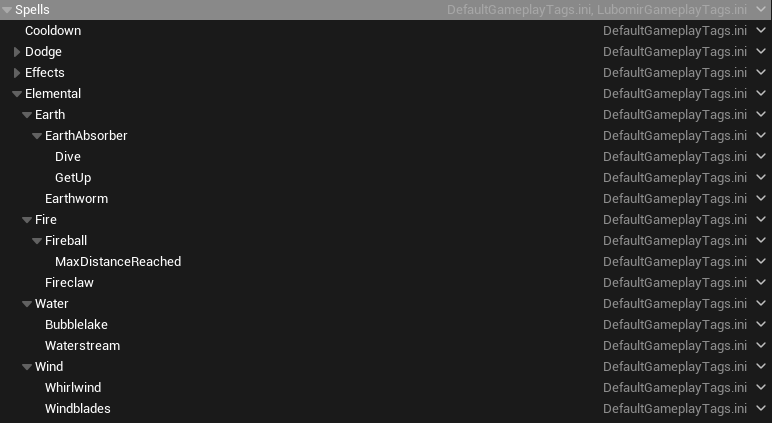 Spells DefaultGameplayTags.ini, LubomirGameplayTags.ini
Cooldown DefaultGameplayTags.ini
Dodge DefaultGameplayTags.ini
Effects DefaultGameplayTags.ini
Elemental DefaultGameplayTags.ini
Earth DefaultGameplayTags.ini
EarthAbsorber DefaultGameplayTags.ini
Dive DefaultGameplayTags.ini
GetUp DefaultGameplayTags.ini
Earthworm DefaultGameplayTags.ini
Fire DefaultGameplayTags.ini
Fireball DefaultGameplayTags.ini
MaxDistanceReached DefaultGameplayTags.ini
Fireclaw DefaultGameplayTags.ini
Water DefaultGameplayTags.ini
Bubblelake DefaultGameplayTags.ini
Waterstream DefaultGameplayTags.ini
Wind DefaultGameplayTags.ini
Whirlwind DefaultGameplayTags.ini
Windblades DefaultGameplayTags.ini